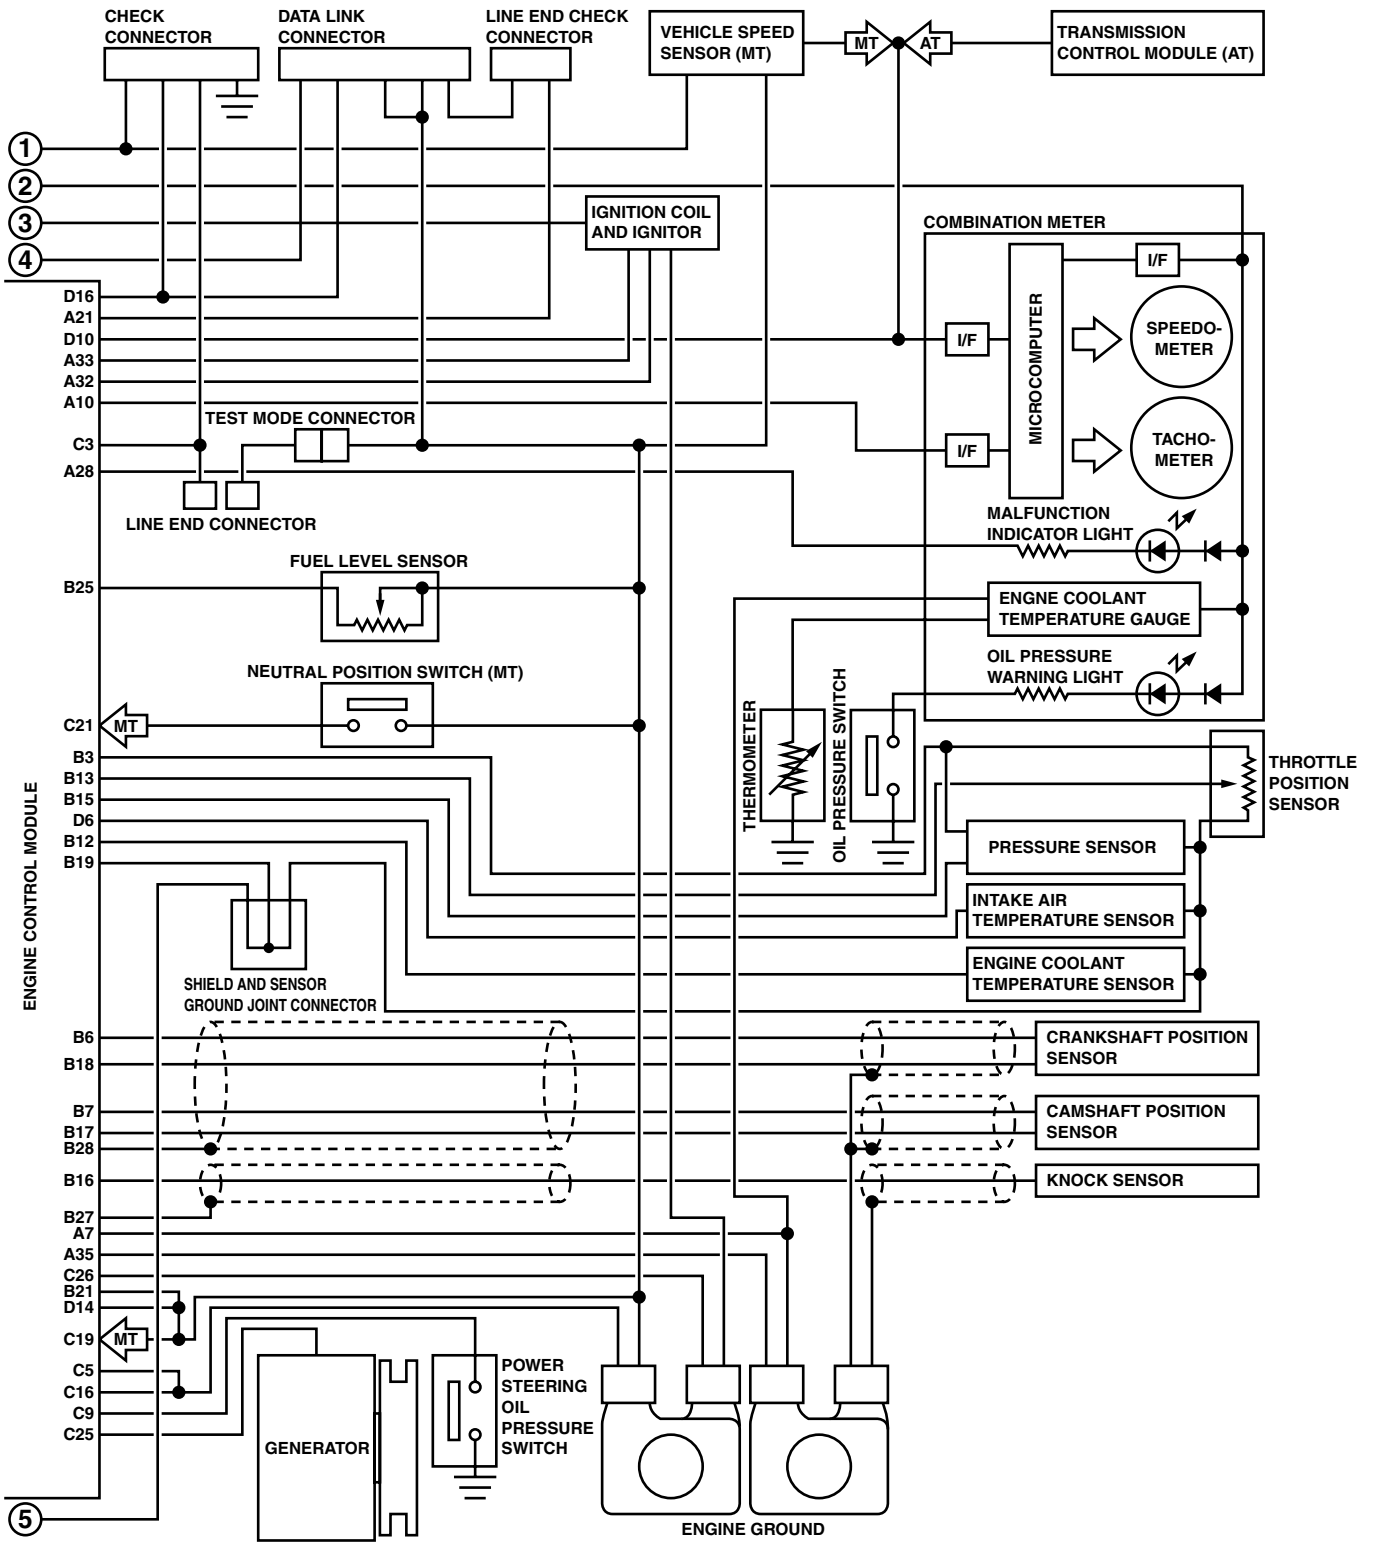 CHECK
CONNECTOR
DATA LINK
CONNECTOR
LINE END CHECK
CONNECTOR
VEHICLE SPEED
SENSOR (MT)
MT
AT
TRANSMISSION
CONTROL MODULE (AT)
1
2
3
4
IGNITION COIL
AND IGNITOR
COMBINATION METER
I/F
MICROCOMPUTER
I/F
SPEEDO-
METER
I/F
TACHO-
METER
D16
A21
D10
A33
A32
A10
TEST MODE CONNECTOR
C3
A28
LINE END CONNECTOR
MALFUNCTION
INDICATOR LIGHT
FUEL LEVEL SENSOR
B25
ENGNE COOLANT
TEMPERATURE GAUGE
OIL PRESSURE
WARNING LIGHT
NEUTRAL POSITION SWITCH (MT)
C21
MT
THERMOMETER
OIL PRESSURE SWITCH
THROTTLE
POSITION
SENSOR
ENGINE CONTROL MODULE
B3
B13
B15
D6
B12
B19
PRESSURE SENSOR
INTAKE AIR
TEMPERATURE SENSOR
ENGINE COOLANT
TEMPERATURE SENSOR
SHIELD AND SENSOR
GROUND JOINT CONNECTOR
B6
B18
CRANKSHAFT POSITION
SENSOR
B7
B17
B28
CAMSHAFT POSITION
SENSOR
B16
KNOCK SENSOR
B27
A7
A35
C26
B21
D14
C19
MT
C5
C16
C9
C25
GENERATOR
POWER
STEERING
OIL
PRESSURE
SWITCH
5
ENGINE GROUND